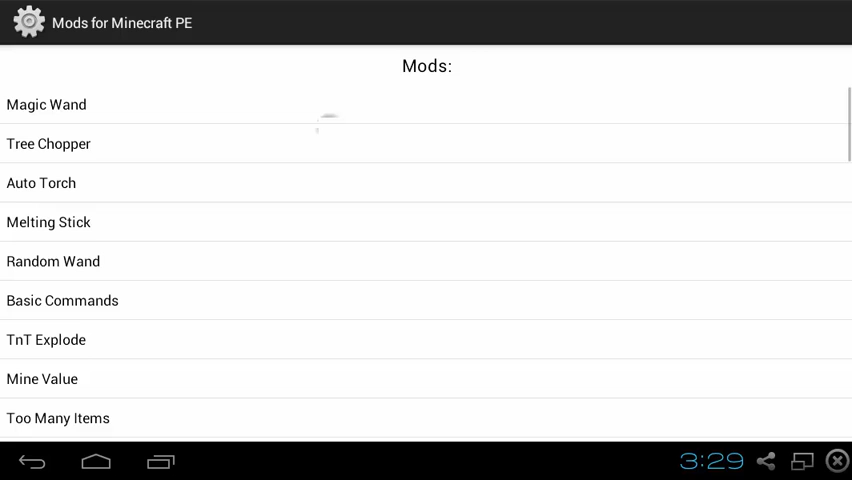 Mods for Minecraft PE
Mods:
Magic Wand
Tree Chopper
Auto Torch
Melting Stick
Random Wand
Basic Commands
TnT Explode
Mine Value
Too Many Items
3:29